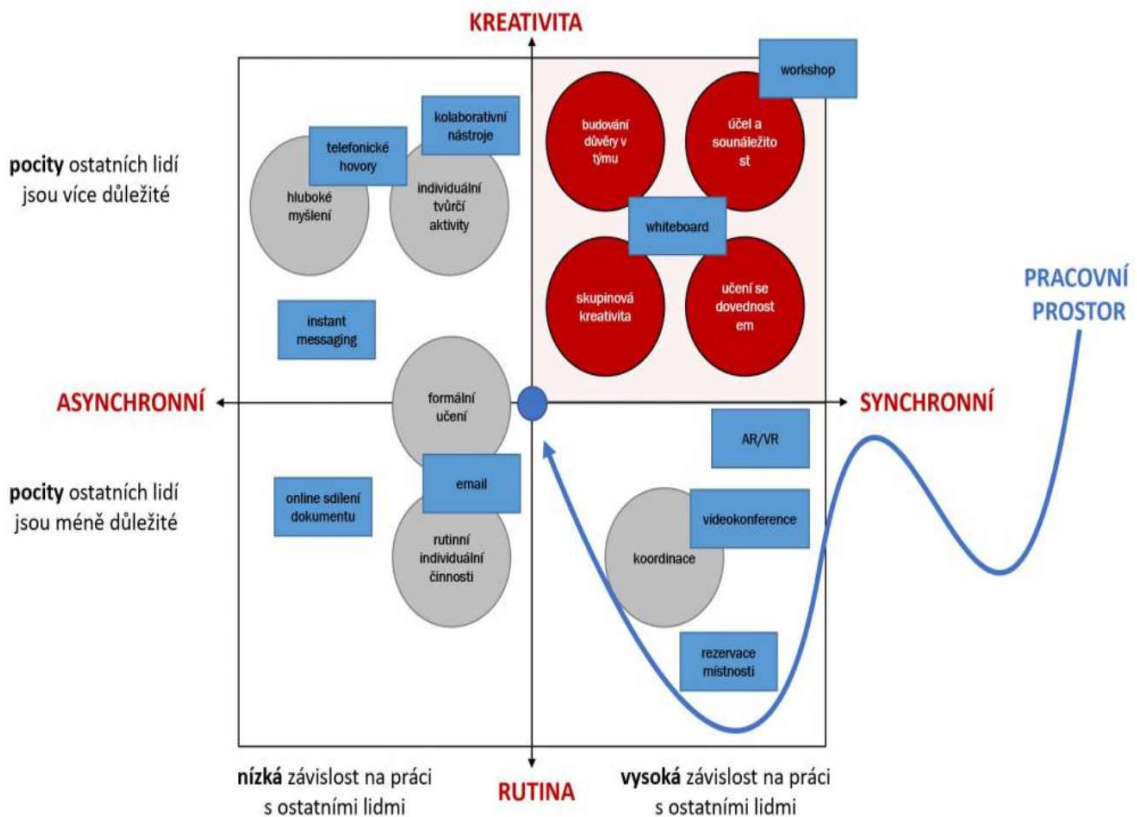 KREATIVITA
workshop
kolaborativní
nástroje
budování
důvěry v
týmu
účel a
sounáležito
st
telefonické
hovory
pocity ostatních lidí
jsou více důležité
hluboké
myšlení
individuální
tvůrčí
aktivity
whiteboard
skupinová
kreativita
učení se
dovednost
em
PRACOVNÍ
PROSTOR
instant
messaging
ASYNCHRONNÍ
formální
učení
SYNCHRONNÍ
AR/VR
pocity ostatních lidí
jsou méně důležité
online sdílení
dokumentu
email
videokonference
rutinní
individuální
činnosti
koordinace
rezervace
místnosti
nízká závislost na práci
s ostatními lidmi
RUTINA
vysoká závislost na práci
s ostatními lidmi